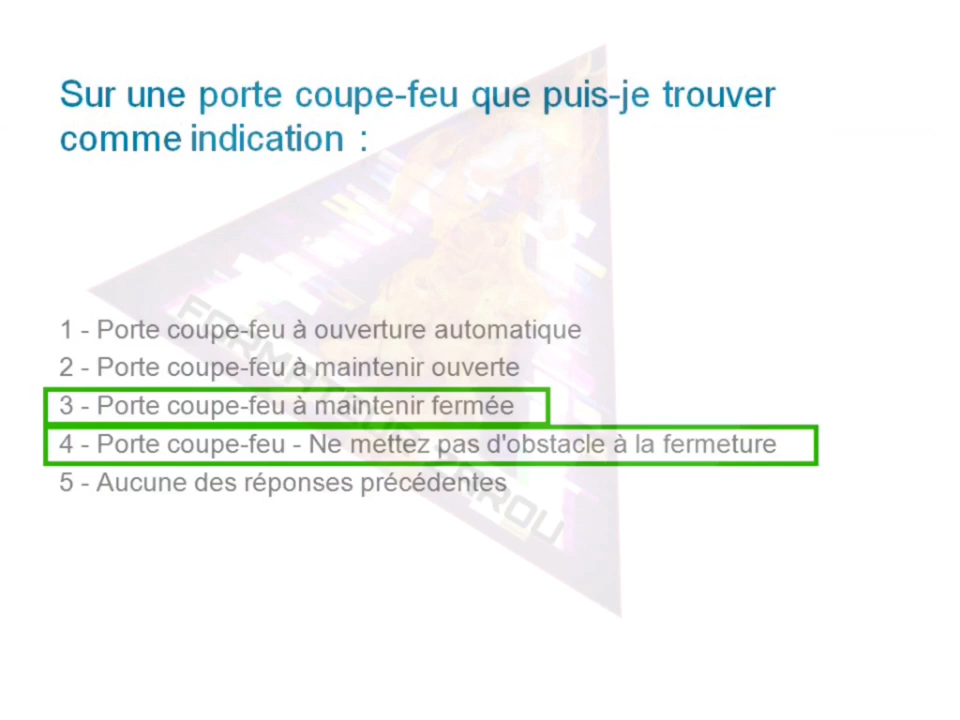 Sur une porte coupe-feu que puis-je trouver
comme indication :
1 - Porte coupe-feu à ouverture automatique
2 - Porte coupe-feu à maintenir ouverte
3 - Porte coupe-feu à maintenir fermée
4 - Porte coupe-feu - Ne mettez pas d'obstacle à la fermeture
5 - Aucune des réponses précédentes
FORMATEUR ZAROU